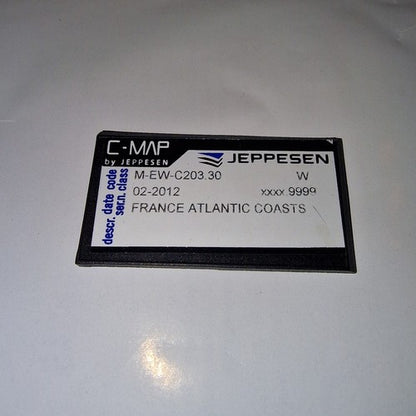 C-MAP
by JEPPESEN
JEPPESEN
descr. date code
ser.n. class
M-EW-C203.30 W
02-2012 xxxx 9999
FRANCE ATLANTIC COASTS